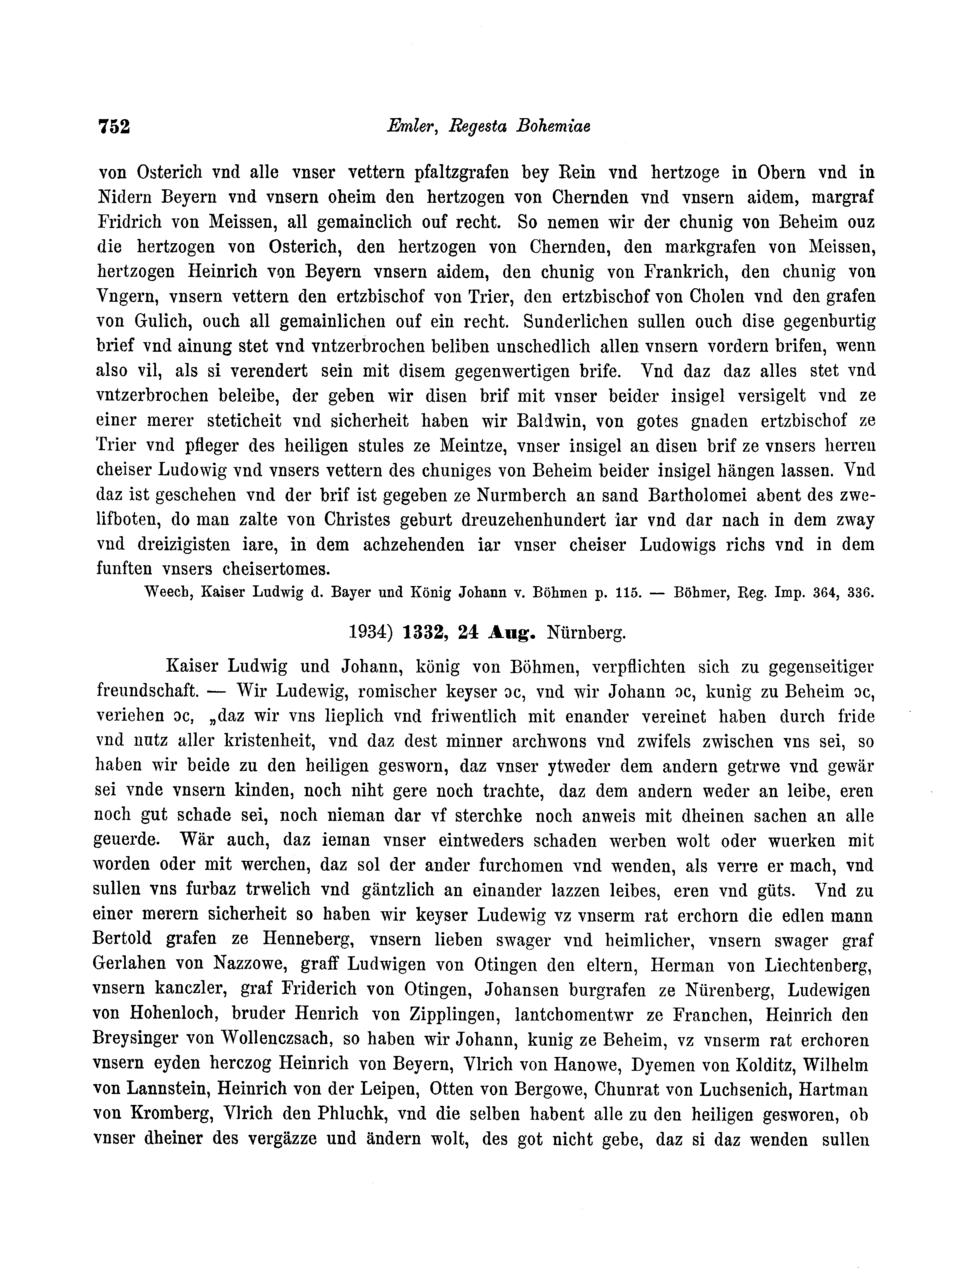 752 Emler, Regesta Bohemiae
von Osterich vnd alle vnser vettern pfaltzgrafen bey Rein vnd hertzoge in Obern vnd in
Nidern Beyern vnd vnsern oheim den hertzogen von Chernden vnd vnsern aidem, margraf
Fridrich von Meissen, all gemainclich ouf recht. So nemen wir der chunig von Beheim ouz
die hertzogen von Osterich, den hertzogen von Chernden, den markgrafen von Meissen,
hertzogen Heinrich von Beyern vnsern aidem, den chunig von Frankrich, den chunig von
Vngern, vnsern vettern den ertzbischof von Trier, den ertzbischof von Cholen vnd den grafen
von Gulich, ouch all gemainlichen ouf ein recht. Sunderlichen sullen ouch dise gegenburtig
brief vnd ainung stet vnd vntzerbrochen beliben unschedlich allen vnsern vordern brifen, wenn
also vil, als si verendert sein mit disem gegenwertigen brife. Vnd daz daz alles stet vnd
vntzerbrochen beleibe, der geben wir disen brif mit vnser beider insigel versigelt vnd ze
einer merer steticheit vnd sicherheit haben wir Baldwin, von gotes gnaden ertzbischof ze
Trier vnd pfleger des heiligen stules ze Meintze, vnser insigel an disen brif ze vnsers herren
cheiser Ludowig vnd vnsers vettern des chuniges von Beheim beider insigel hängen lassen. Vnd
daz ist geschehen vnd der brif ist gegeben ze Nurmberch an sand Bartholomei abent des zwe-
lifboten, do man zalte von Christes geburt dreuzehenhundert iar vnd dar nach in dem zway
vnd dreizigisten iare, in dem achzehenden iar vnser cheiser Ludowigs richs vnd in dem
funften vnsers cheisertomes.
Weech, Kaiser Ludwig d. Bayer und König Johann v. Böhmen p. 115. — Böhmer, Reg. Imp. 364, 336.
1934) 1332, 24 Aug. Nürnberg.
Kaiser Ludwig und Johann, könig von Böhmen, verpflichten sich zu gegenseitiger
freundschaft. — Wir Ludewig, romischer keyser ɔc, vnd wir Johann ɔc, kunig zu Beheim ɔc,
veriehen ɔc, „daz wir vns lieplich vnd friwentlich mit enander vereinet haben durch fride
vnd nutz aller kristenheit, vnd daz dest minner archwons vnd zwifels zwischen vns sei, so
haben wir beide zu den heiligen gesworn, daz vnser ytweder dem andern getrwe vnd gewär
sei vnde vnsern kinden, noch niht gere noch trachte, daz dem andern weder an leibe, eren
noch gut schade sei, noch nieman dar vf sterchke noch anweis mit dheinen sachen an alle
geuerde. Wär auch, daz ieman vnser eintweders schaden werben wolt oder wuerken mit
worden oder mit werchen, daz sol der ander furchomen vnd wenden, als verre er mach, vnd
sullen vns furbaz trwelich vnd gäntzlich an einander lazzen leibes, eren vnd güts. Vnd zu
einer merern sicherheit so haben wir keyser Ludewig vz vnserm rat erchorn die edlen mann
Bertold grafen ze Henneberg, vnsern lieben swager vnd heimlicher, vnsern swager graf
Gerlahen von Nazzowe, graff Ludwigen von Otingen den eltern, Herman von Liechtenberg,
vnsern kanczler, graf Friderich von Otingen, Johansen burgrafen ze Nürenberg, Ludewigen
von Hohenloch, bruder Henrich von Zipplingen, lantchomentwr ze Franchen, Heinrich den
Breysinger von Wollenczsach, so haben wir Johann, kunig ze Beheim, vz vnserm rat erchoren
vnsern eyden herczog Heinrich von Beyern, Vlrich von Hanowe, Dyemen von Kolditz, Wilhelm
von Lannstein, Heinrich von der Leipen, Otten von Bergowe, Chunrat von Luchsenich, Hartman
von Kromberg, Vlrich den Phluchk, vnd die selben habent alle zu den heiligen gesworen, ob
vnser dheiner des vergäzze und ändern wolt, des got nicht gebe, daz si daz wenden sullen